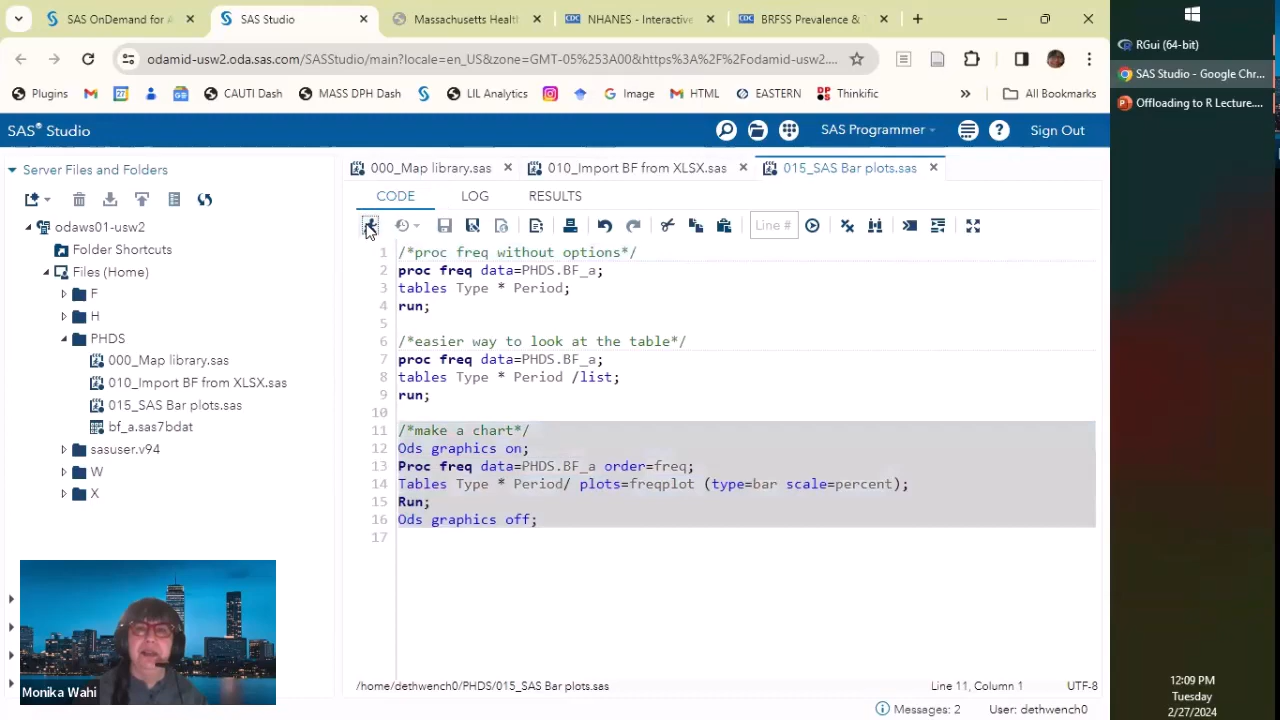 SAS OnDemand for A
SAS Studio
Massachusetts Healt
NHANES - Interactive
BRFSS Prevalence &
odamid-usw2.oda.sas.com/SASStudio/main?locale=en_US&zone=GMT-05%253A00&https%3A%2F%2Fodamid-usw2....
Plugins
CAUTI Dash
MASS DPH Dash
LIL Analytics
Image
HTML
EASTERN
Thinkific
All Bookmarks
SAS® Studio
SAS Programmer
Sign Out
Server Files and Folders
odaws01-usw2
Folder Shortcuts
Files (Home)
F
H
PHDS
000_Map library.sas
010_Import BF from XLSX.sas
015_SAS Bar plots.sas
bf_a.sas7bdat
sasuser.v94
W
X
000_Map library.sas
010_Import BF from XLSX.sas
015_SAS Bar plots.sas
CODE
LOG
RESULTS
Line #
1 /*proc freq without options*/
2 proc freq data=PHDS.BF_a;
3 tables Type * Period;
4 run;
5
6 /*easier way to look at the table*/
7 proc freq data=PHDS.BF_a;
8 tables Type * Period /list;
9 run;
10
11 /*make a chart*/
12 Ods graphics on;
13 Proc freq data=PHDS.BF_a order=freq;
14 Tables Type * Period/ plots=freqplot (type=bar scale=percent);
15 Run;
16 Ods graphics off;
17
/home/dethwench0/PHDS/015_SAS Bar plots.sas
Line 11, Column 1
UTF-8
Messages: 2
User: dethwench0
Monika Wahi
RGui (64-bit)
SAS Studio - Google Chr...
Offloading to R Lecture....
12:09 PM
Tuesday
2/27/2024